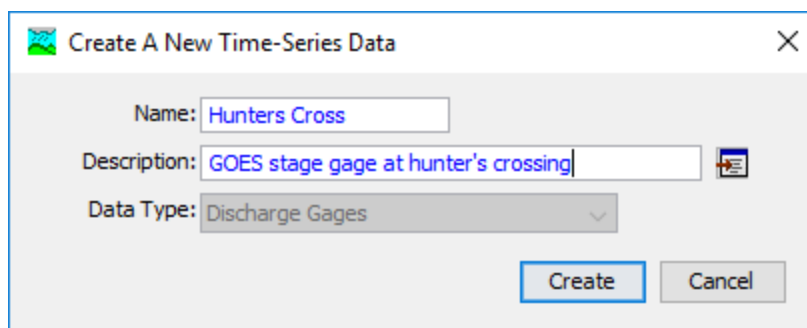 Create A New Time-Series Data
Name: Hunters Cross
Description: GOES stage gage at hunter's crossing
Data Type: Discharge Gages
Create Cancel